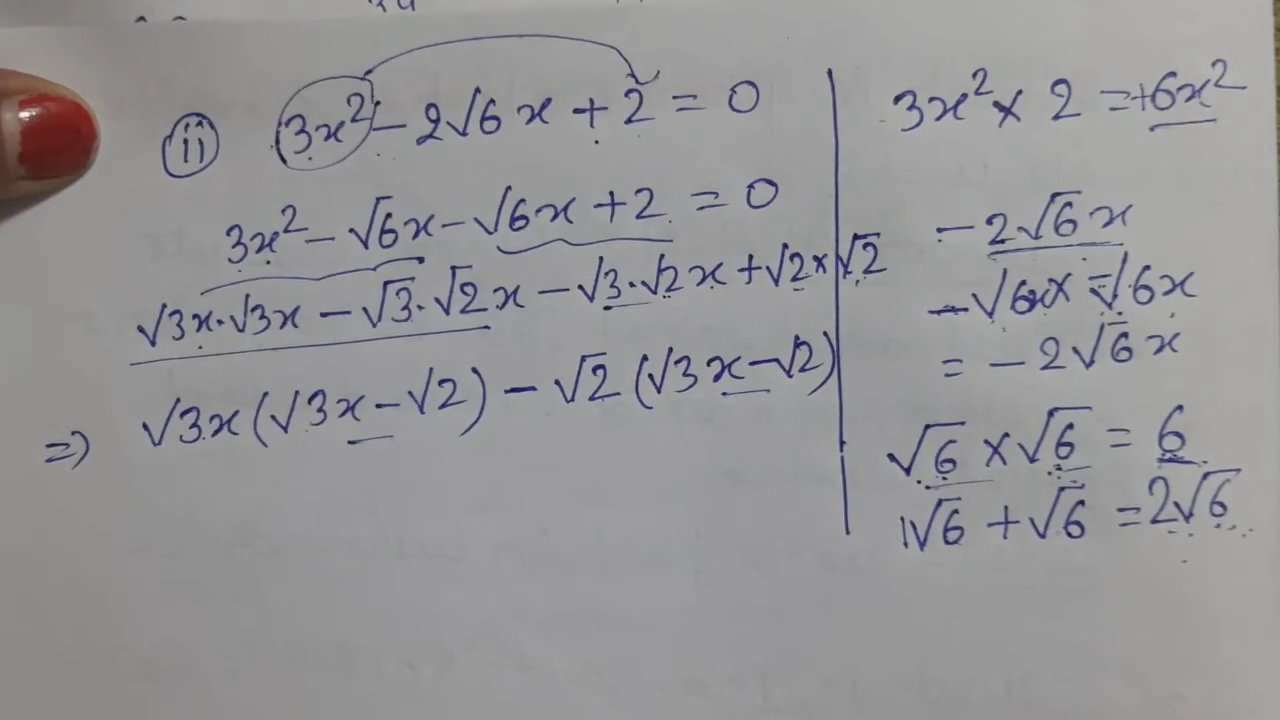 (ii) 3x² - 2√6x + 2 = 0
3x² - √6x - √6x + 2 = 0
√3x·√3x - √3·√2x - √3·√2x + √2×√2
=) √3x(√3x-√2) - √2(√3x-√2)
3x² × 2 = +6x²
- 2√6x
-√6x × -√6x
= - 2√6x
√6 × √6 = 6
1√6 + √6 = 2√6